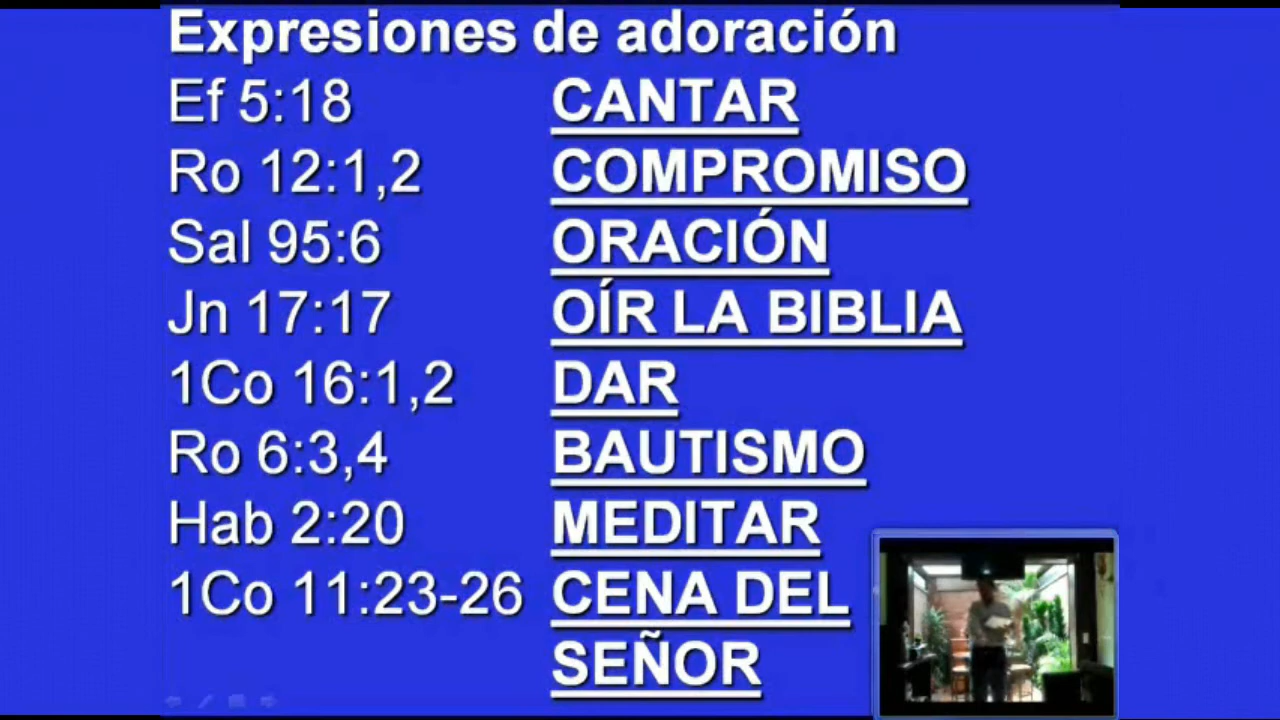 Expresiones de adoración
Ef 5:18 CANTAR
Ro 12:1,2 COMPROMISO
Sal 95:6 ORACIÓN
Jn 17:17 OÍR LA BIBLIA
1Co 16:1,2 DAR
Ro 6:3,4 BAUTISMO
Hab 2:20 MEDITAR
1Co 11:23-26 CENA DEL
SEÑOR